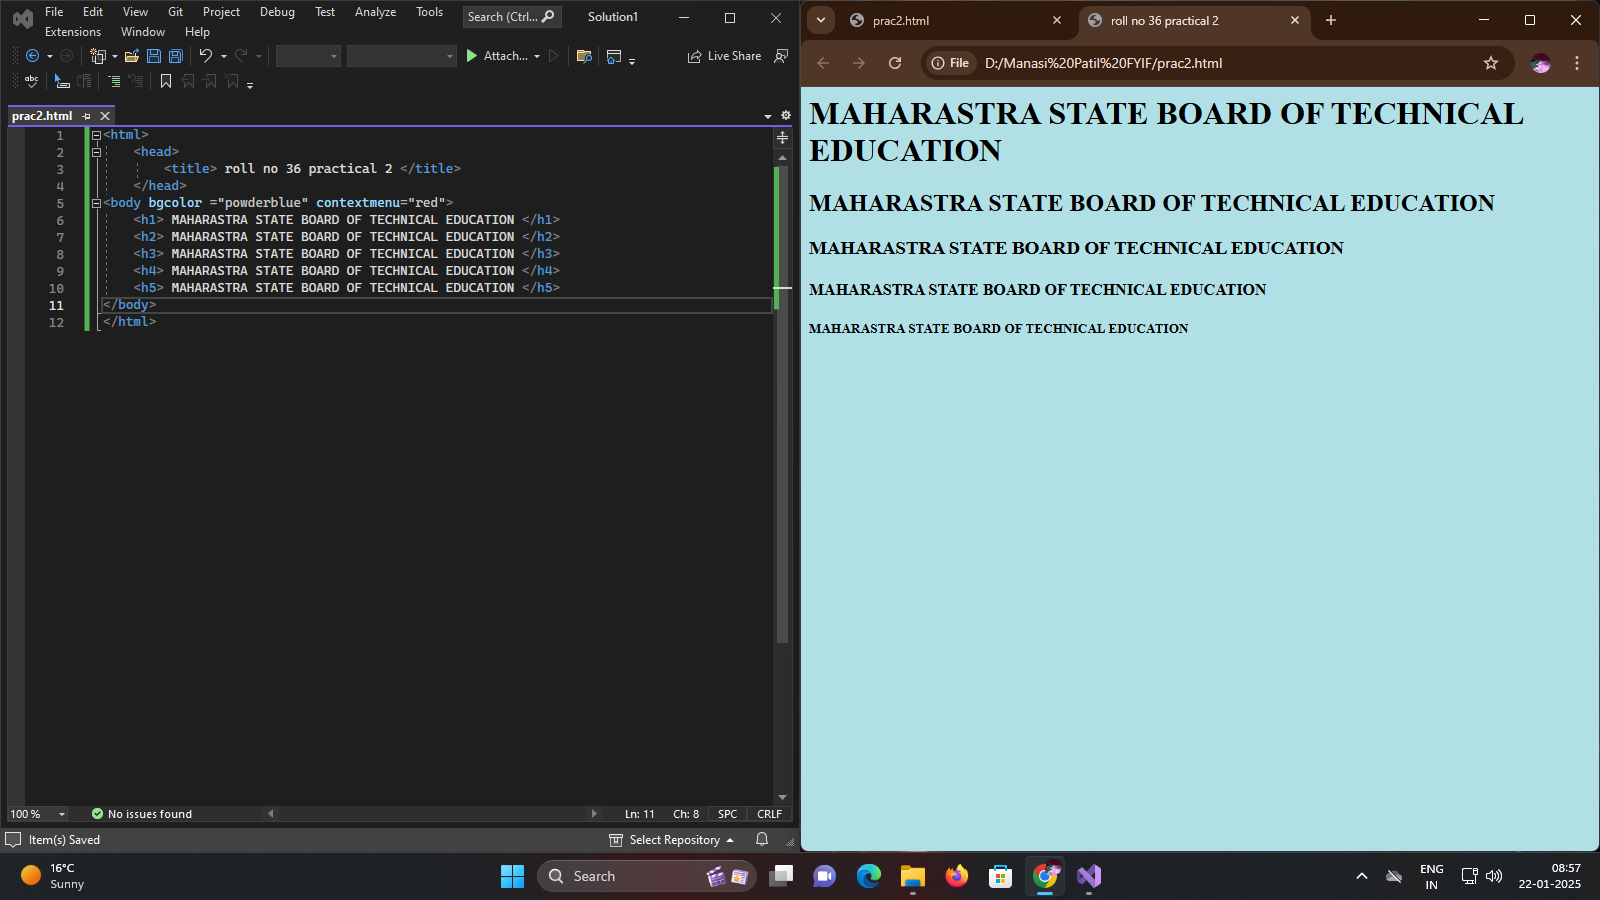 File Edit View Git Project Debug Test Analyze Tools Search (Ctrl... Solution1
Extensions Window Help
Attach... Live Share
abc
prac2.html
1 <html>
2 <head>
3 <title> roll no 36 practical 2 </title>
4 </head>
5 <body bgcolor ="powderblue" contextmenu="red">
6 <h1> MAHARASTRA STATE BOARD OF TECHNICAL EDUCATION </h1>
7 <h2> MAHARASTRA STATE BOARD OF TECHNICAL EDUCATION </h2>
8 <h3> MAHARASTRA STATE BOARD OF TECHNICAL EDUCATION </h3>
9 <h4> MAHARASTRA STATE BOARD OF TECHNICAL EDUCATION </h4>
10 <h5> MAHARASTRA STATE BOARD OF TECHNICAL EDUCATION </h5>
11 </body>
12 </html>
100 % No issues found Ln: 11 Ch: 8 SPC CRLF
Item(s) Saved Select Repository
prac2.html roll no 36 practical 2
File D:/Manasi%20Patil%20FYIF/prac2.html
MAHARASTRA STATE BOARD OF TECHNICAL
EDUCATION
MAHARASTRA STATE BOARD OF TECHNICAL EDUCATION
MAHARASTRA STATE BOARD OF TECHNICAL EDUCATION
MAHARASTRA STATE BOARD OF TECHNICAL EDUCATION
MAHARASTRA STATE BOARD OF TECHNICAL EDUCATION
16°C
Sunny
Search
ENG
IN
08:57
22-01-2025